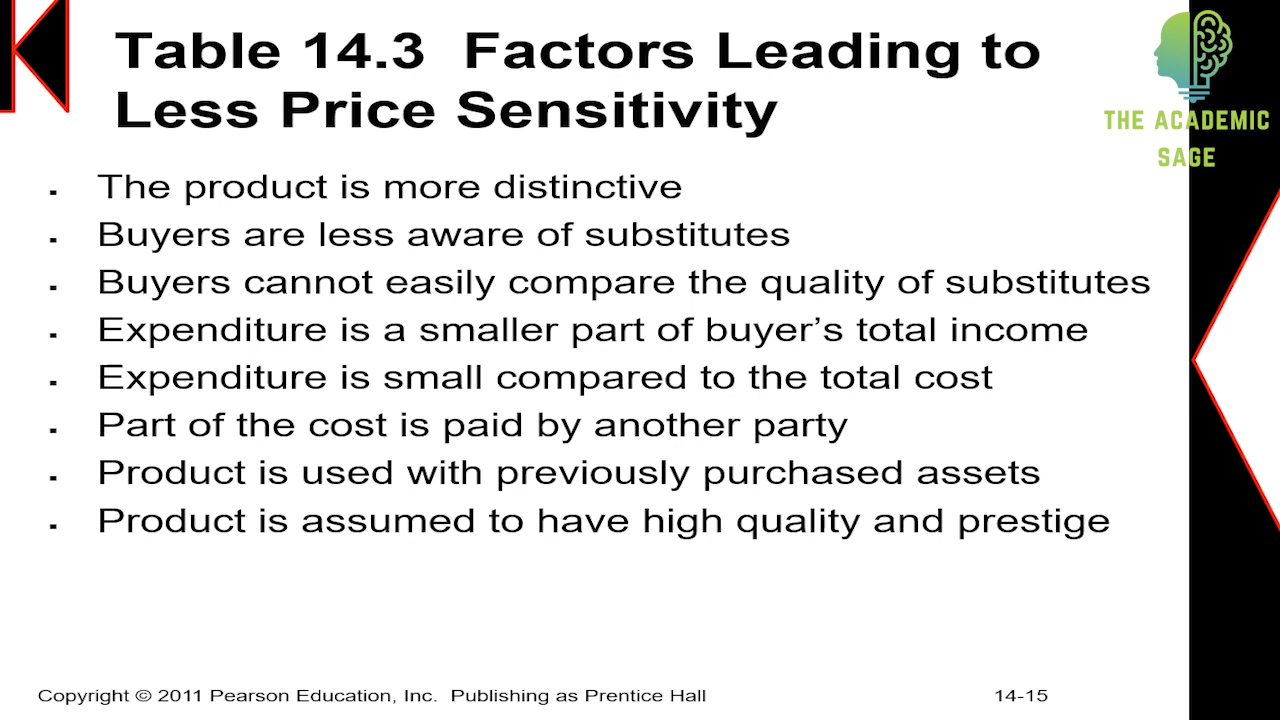 Table 14.3 Factors Leading to
Less Price Sensitivity
THE ACADEMIC
SAGE
▪ The product is more distinctive
▪ Buyers are less aware of substitutes
▪ Buyers cannot easily compare the quality of substitutes
▪ Expenditure is a smaller part of buyer’s total income
▪ Expenditure is small compared to the total cost
▪ Part of the cost is paid by another party
▪ Product is used with previously purchased assets
▪ Product is assumed to have high quality and prestige
Copyright © 2011 Pearson Education, Inc. Publishing as Prentice Hall
14-15